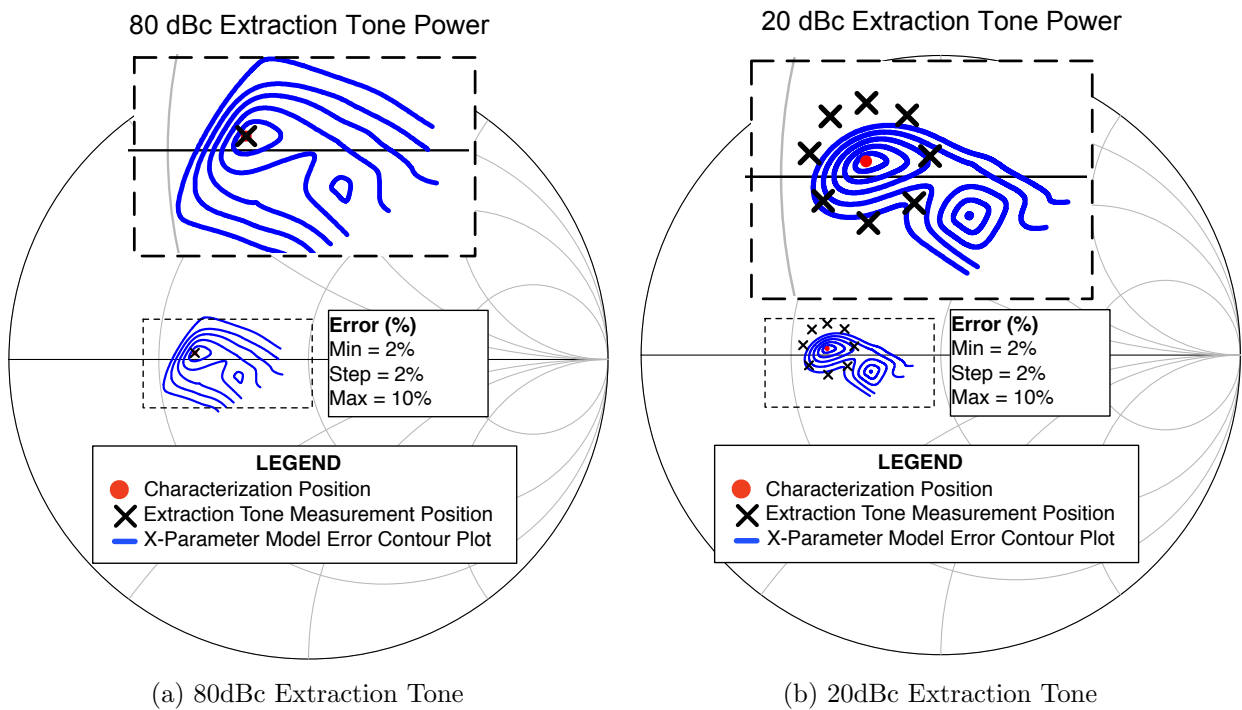 80 dBc Extraction Tone Power
Error (%)
Min = 2%
Step = 2%
Max = 10%
LEGEND
Characterization Position
Extraction Tone Measurement Position
X-Parameter Model Error Contour Plot
(a) 80dBc Extraction Tone
20 dBc Extraction Tone Power
Error (%)
Min = 2%
Step = 2%
Max = 10%
LEGEND
Characterization Position
Extraction Tone Measurement Position
X-Parameter Model Error Contour Plot
(b) 20dBc Extraction Tone